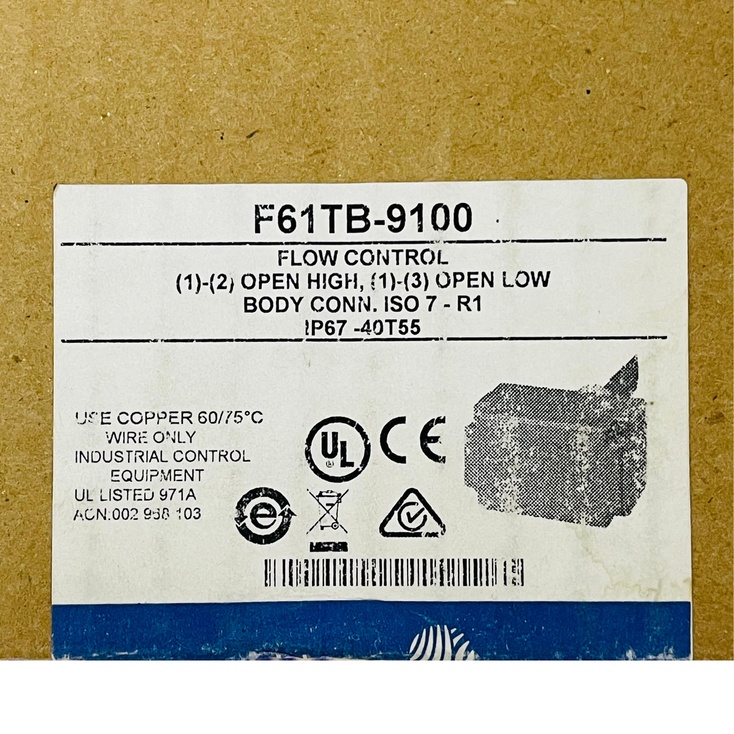 F61TB-9100
FLOW CONTROL
(1)-(2) OPEN HIGH, (1)-(3) OPEN LOW
BODY CONN. ISO 7 - R1
IP67 -40T55
USE COPPER 60/75°C
WIRE ONLY
INDUSTRIAL CONTROL
EQUIPMENT
UL LISTED 971A
ACN:002 968 103
UL
CE
e